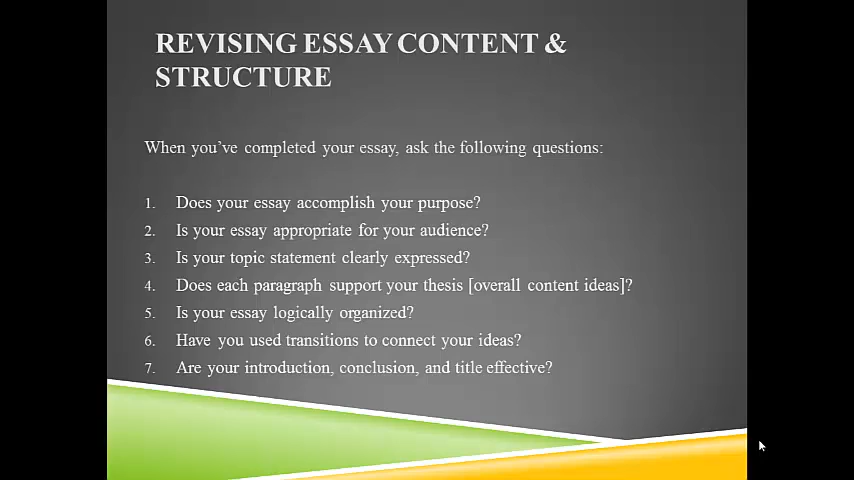 REVISING ESSAY CONTENT &
STRUCTURE
When you've completed your essay, ask the following questions:
1. Does your essay accomplish your purpose?
2. Is your essay appropriate for your audience?
3. Is your topic statement clearly expressed?
4. Does each paragraph support your thesis [overall content ideas]?
5. Is your essay logically organized?
6. Have you used transitions to connect your ideas?
7. Are your introduction, conclusion, and title effective?